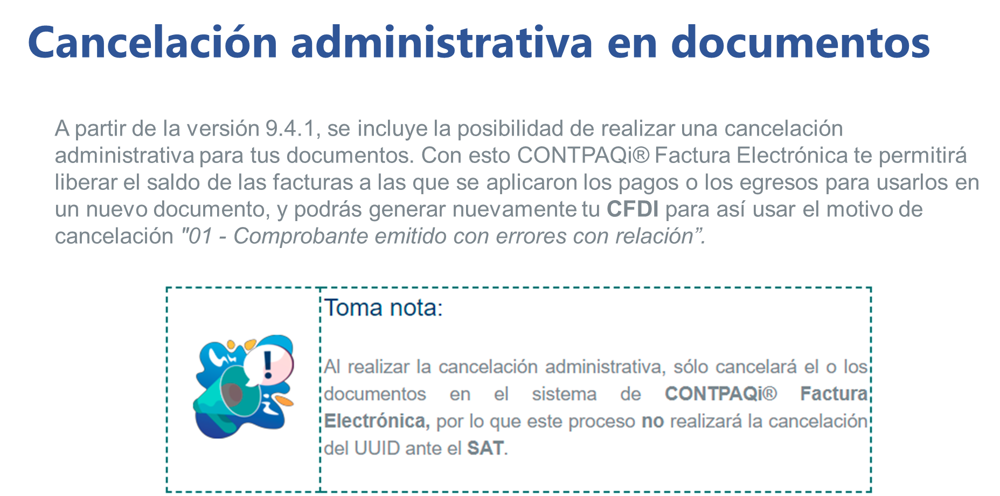 Cancelación administrativa en documentos
A partir de la versión 9.4.1, se incluye la posibilidad de realizar una cancelación
administrativa para tus documentos. Con esto CONTPAQi® Factura Electrónica te permitirá
liberar el saldo de las facturas a las que se aplicaron los pagos o los egresos para usarlos en
un nuevo documento, y podrás generar nuevamente tu CFDI para así usar el motivo de
cancelación "01 - Comprobante emitido con errores con relación”.
Toma nota:
!
Al realizar la cancelación administrativa, sólo cancelará el o los
documentos en el sistema de CONTPAQi® Factura
Electrónica, por lo que este proceso no realizará la cancelación
del UUID ante el SAT.